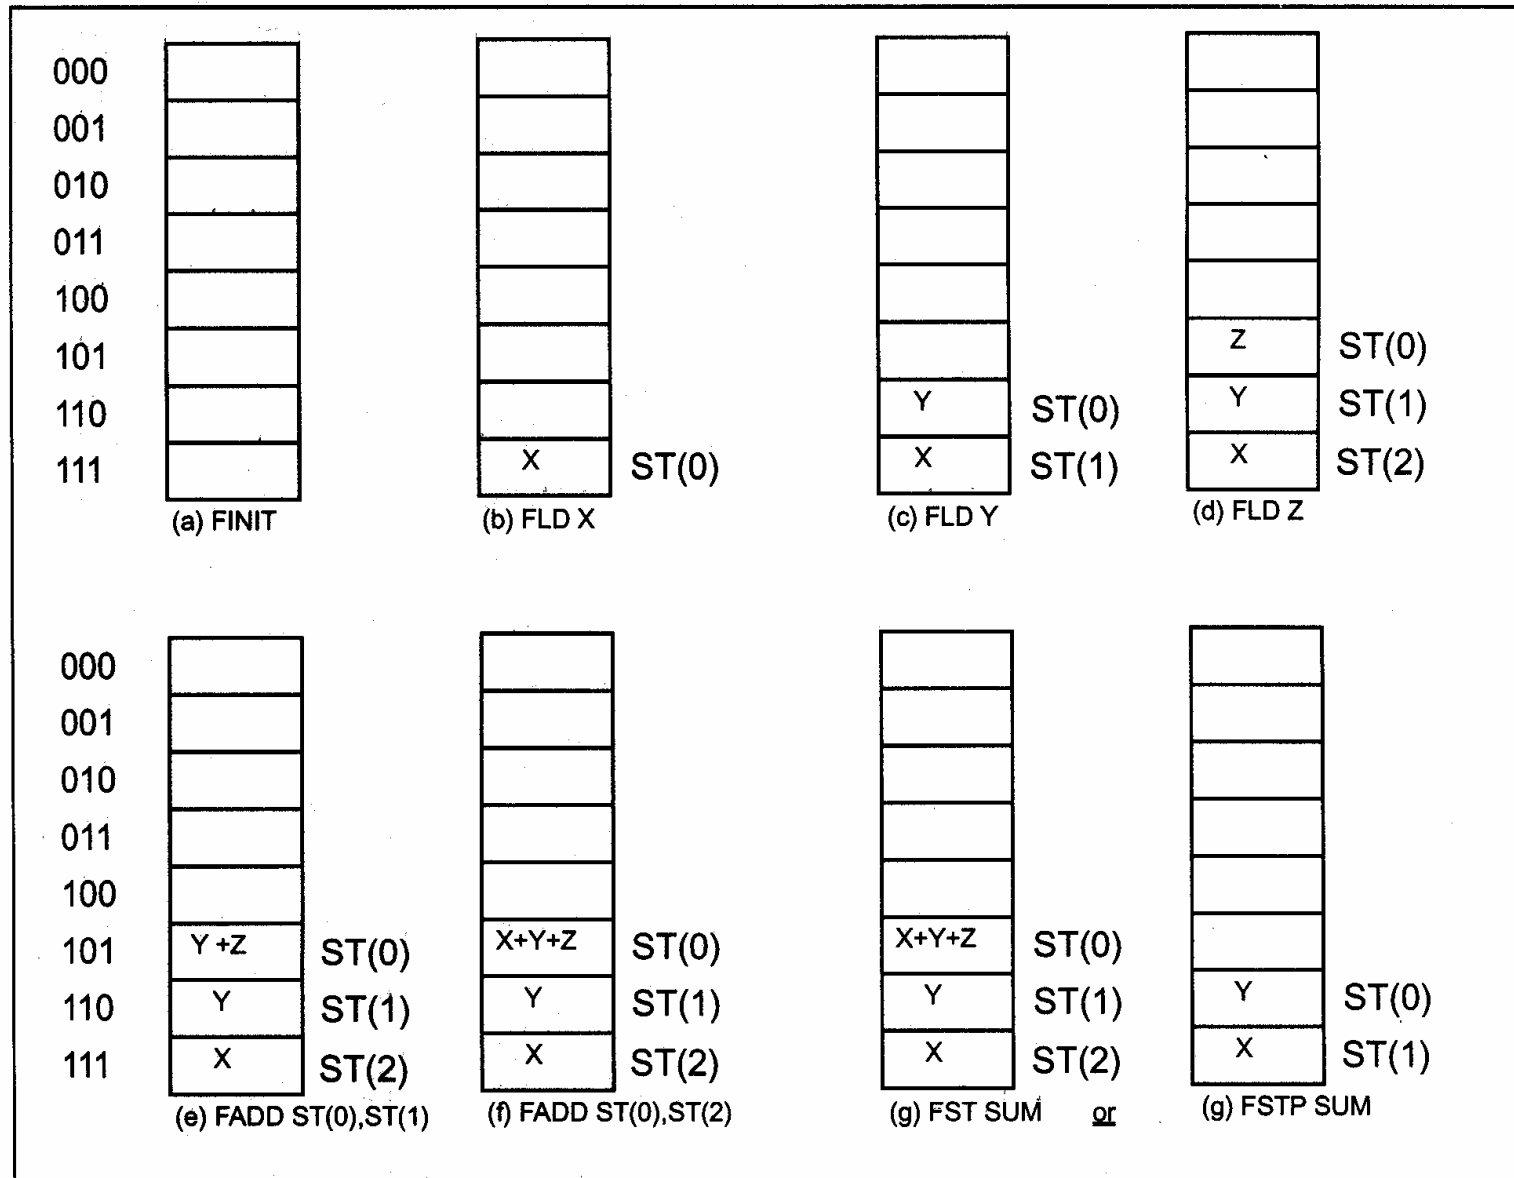 000
001
010
011
100
101
110
111
X ST(0)
Y ST(0)
X ST(1)
Z ST(0)
Y ST(1)
X ST(2)
(a) FINIT
(b) FLD X
(c) FLD Y
(d) FLD Z
000
001
010
011
100
101
110
111
Y +Z ST(0)
Y ST(1)
X ST(2)
X+Y+Z ST(0)
Y ST(1)
X ST(2)
X+Y+Z ST(0)
Y ST(1)
X ST(2)
Y ST(0)
X ST(1)
(e) FADD ST(0),ST(1)
(f) FADD ST(0),ST(2)
(g) FST SUM or (g) FSTP SUM